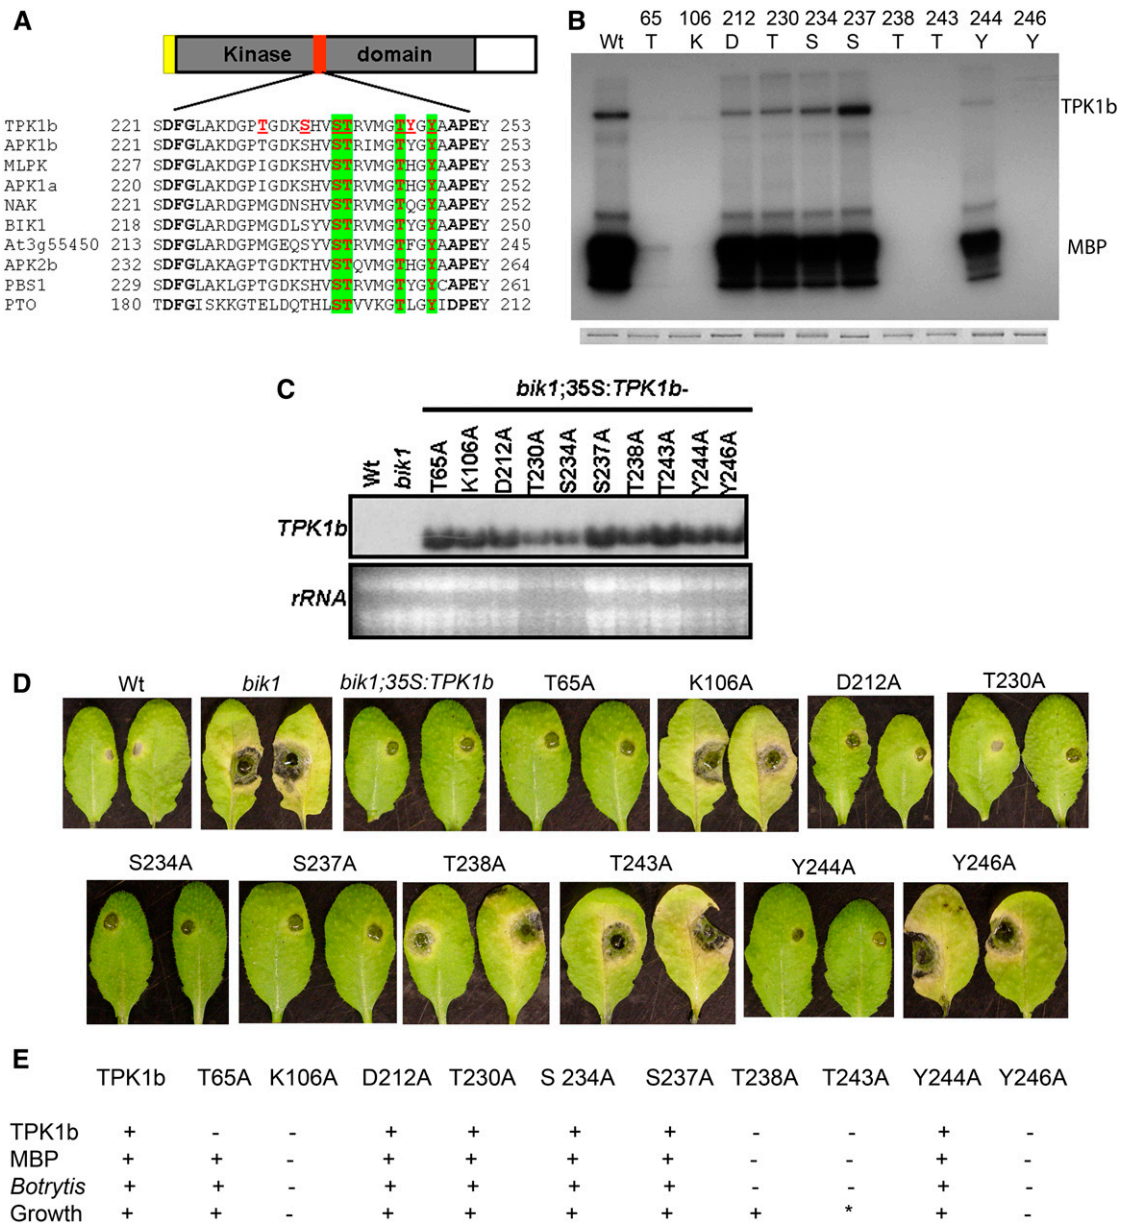 A
Kinase domain
TPK1b 221 SDFGLAKDGPTGDKSHVSTRVMGTYGYAAPEY 253
APK1b 221 SDFGLAKDGPTGDKSHVSTRIMGTYGYAAPEY 253
MLPK 227 SDFGLARDGPIGDKSHVSTRVMGTHGYAAPEY 253
APK1a 220 SDFGLARDGPIGDKSHVSTRVMGTHGYAAPEY 252
NAK 221 SDFGLARDGPMGDNSHVSTRVMGTQGYAAPEY 252
BIK1 218 SDFGLARDGPMGDLSYVSTRVMGTYGYAAPEY 250
At3g55450 213 SDFGLARDGPMGEQSYVSTRVMGTFGYAAPEY 245
APK2b 232 SDFGLAKAGPTGDKTHVSTQVMGTHGYAAPEY 264
PBS1 229 SDFGLAKLGPTGDKSHVSTRVMGTYGYCAPEY 261
PTO 180 TDFGISKKGTELDQTHLSTVVKGTLGYIDPEY 212
B
65 106 212 230 234 237 238 243 244 246
Wt T K D T S S T T Y Y
TPK1b
MBP
C
bik1;35S:TPK1b-
Wt bik1 T65A K106A D212A T230A S234A S237A T238A T243A Y244A Y246A
TPK1b
rRNA
D
Wt bik1 bik1;35S:TPK1b T65A K106A D212A T230A
S234A S237A T238A T243A Y244A Y246A
E
TPK1b T65A K106A D212A T230A S 234A S237A T238A T243A Y244A Y246A
TPK1b + - - + + + + - - + -
MBP + + - + + + + - - + -
Botrytis + + - + + + + - - + -
Growth + + - + + + + + * + -